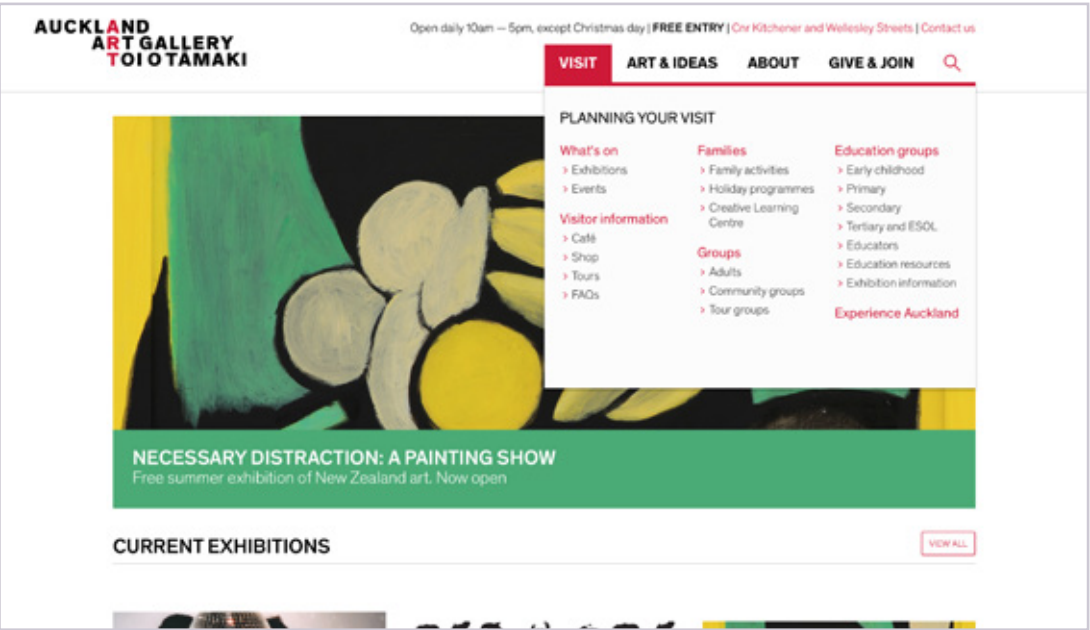 AUCKLAND
ART GALLERY
TOI O TĀMAKI
Open daily 10am — 5pm, except Christmas day | FREE ENTRY | Cnr Kitchener and Wellesley Streets | Contact us
VISIT ART & IDEAS ABOUT GIVE & JOIN
PLANNING YOUR VISIT
What's on
> Exhibitions
> Events
Visitor information
> Café
> Shop
> Tours
> FAQs
Families
> Family activities
> Holiday programmes
> Creative Learning
Centre
Groups
> Adults
> Community groups
> Tour groups
Education groups
> Early childhood
> Primary
> Secondary
> Tertiary and ESOL
> Educators
> Education resources
> Exhibition information
Experience Auckland
NECESSARY DISTRACTION: A PAINTING SHOW
Free summer exhibition of New Zealand art. Now open
CURRENT EXHIBITIONS
VIEW ALL